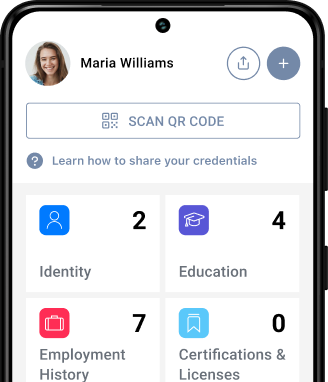 Maria Williams
+
SCAN QR CODE
? Learn how to share your credentials
2
4
Identity
Education
7
0
Employment
History
Certifications &
Licenses